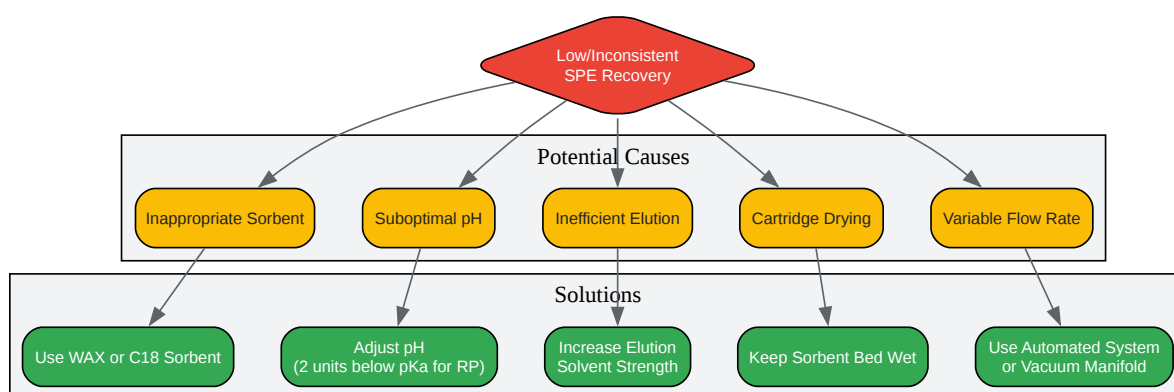 Low/Inconsistent
SPE Recovery
Potential Causes
Inappropriate Sorbent
Suboptimal pH
Inefficient Elution
Cartridge Drying
Variable Flow Rate
Solutions
Use WAX or C18 Sorbent
Adjust pH
(2 units below pKa for RP)
Increase Elution
Solvent Strength
Keep Sorbent Bed Wet
Use Automated System
or Vacuum Manifold